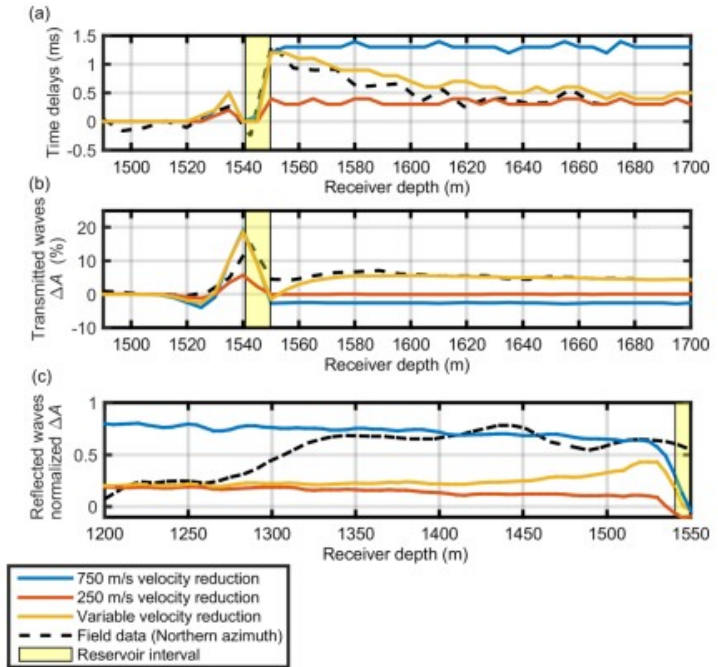 (a)
Time delays (ms)
1.5
1
0.5
0
-0.5
1500 1520 1540 1560 1580 1600 1620 1640 1660 1680 1700
Receiver depth (m)
(b)
Transmitted waves
ΔA (%)
20
10
0
-10
1500 1520 1540 1560 1580 1600 1620 1640 1660 1680 1700
Receiver depth (m)
(c)
Reflected waves
normalized ΔA
1
0.5
0
1200 1250 1300 1350 1400 1450 1500 1550
Receiver depth (m)
750 m/s velocity reduction
250 m/s velocity reduction
Variable velocity reduction
Field data (Northern azimuth)
Reservoir interval